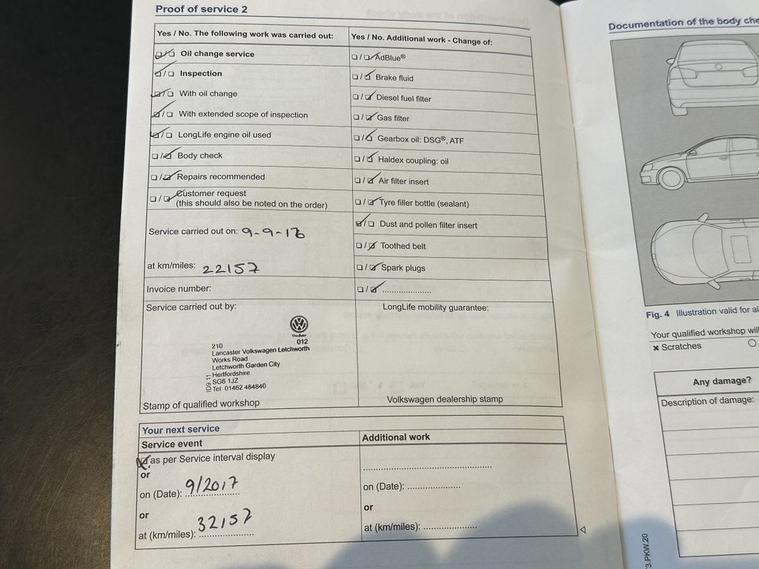 Proof of service 2
Yes / No. The following work was carried out:
Oil change service
Inspection
With oil change
With extended scope of inspection
LongLife engine oil used
Body check
Repairs recommended
Customer request
(this should also be noted on the order)
Service carried out on: 9-9-16
at km/miles: 22157
Invoice number:
Yes / No. Additional work - Change of:
AdBlue®
Brake fluid
Diesel fuel filter
Gas filter
Gearbox oil: DSG®, ATF
Haldex coupling: oil
Air filter insert
Tyre filler bottle (sealant)
Dust and pollen filter insert
Toothed belt
Spark plugs
Service carried out by:
LongLife mobility guarantee:
012
210
Lancaster Volkswagen Letchworth
Works Road
Letchworth Garden City
Hertfordshire
SG6 1JZ
Tel: 01462 484840
Stamp of qualified workshop
Volkswagen dealership stamp
Your next service
Service event
as per Service interval display
or
on (Date): 9/2017
or
at (km/miles): 32157
Additional work
on (Date):
or
at (km/miles):
Documentation of the body che
Fig. 4 Illustration valid for al
Your qualified workshop will
Scratches
Any damage?
Description of damage:
3.PKW.20